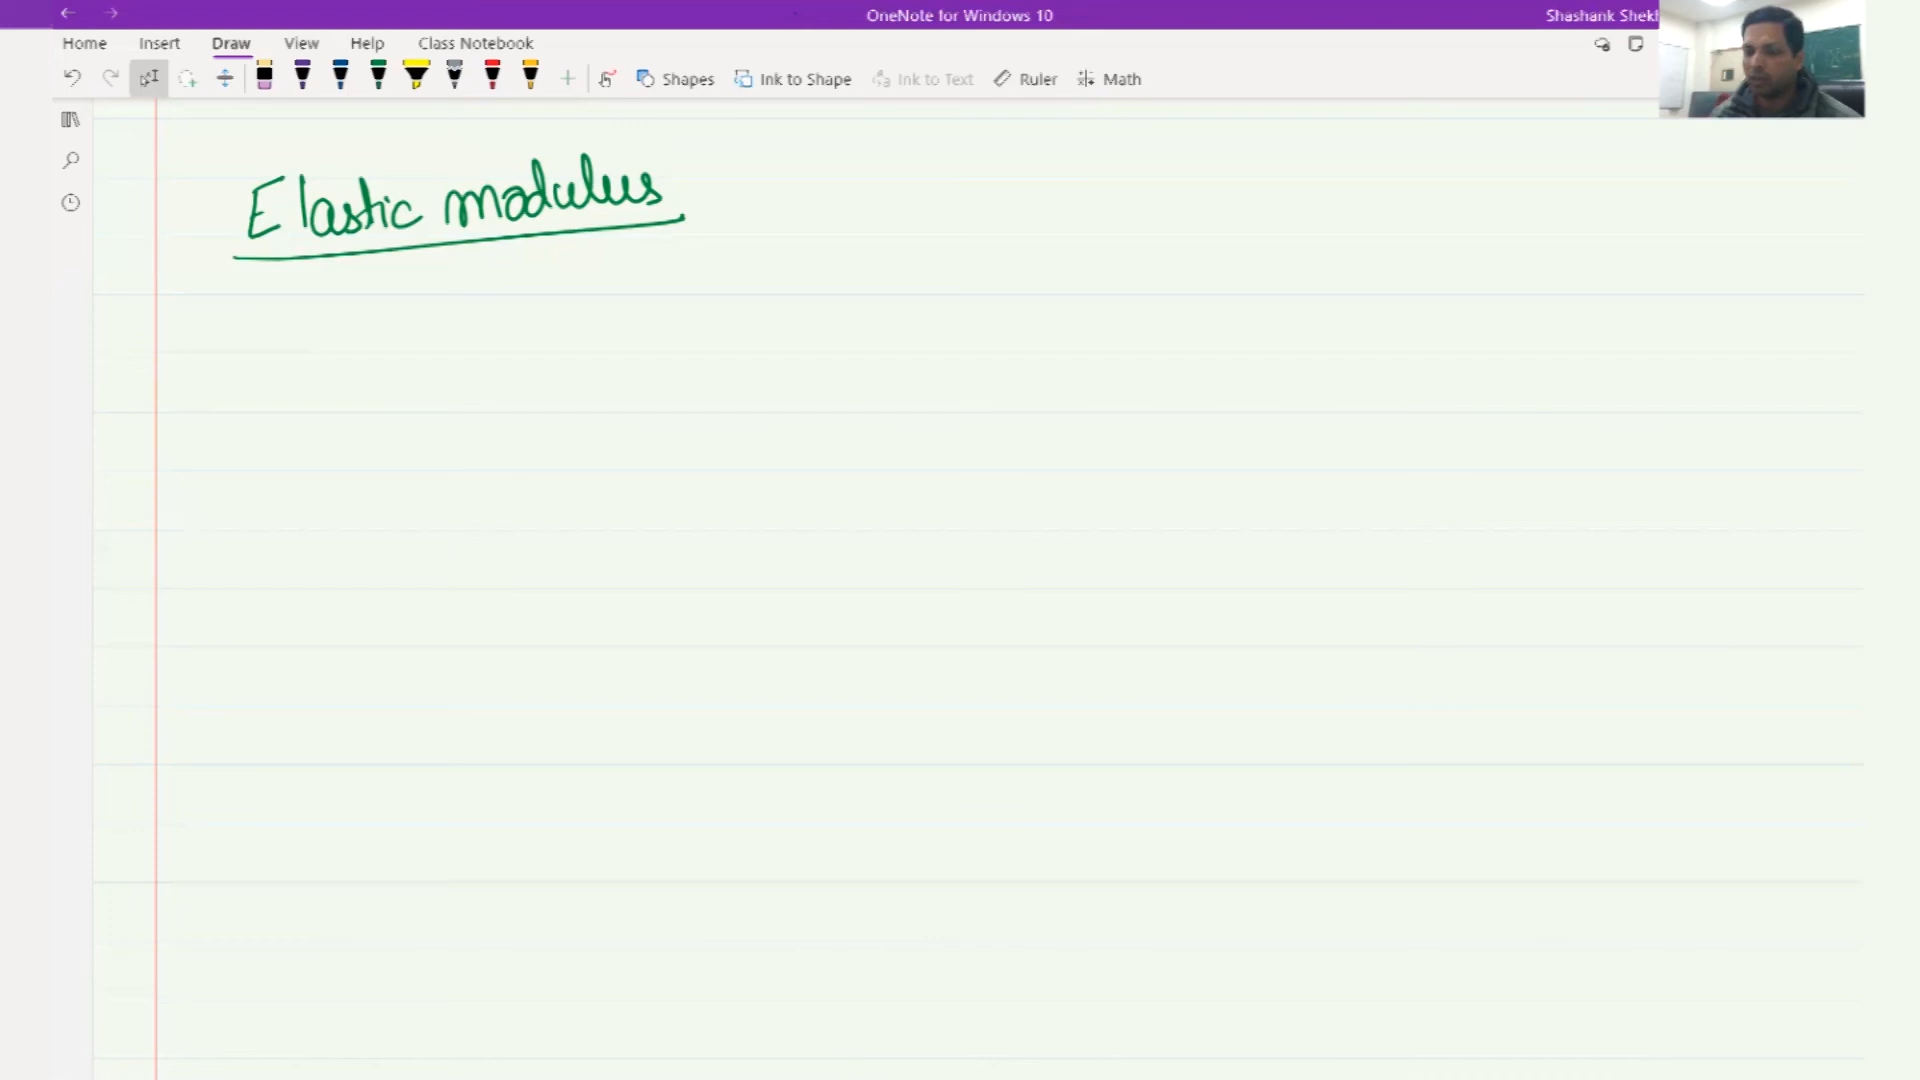 OneNote for Windows 10
Shashank Shekh
Home Insert Draw View Help Class Notebook
Shapes Ink to Shape Ink to Text Ruler Math
Elastic modulus